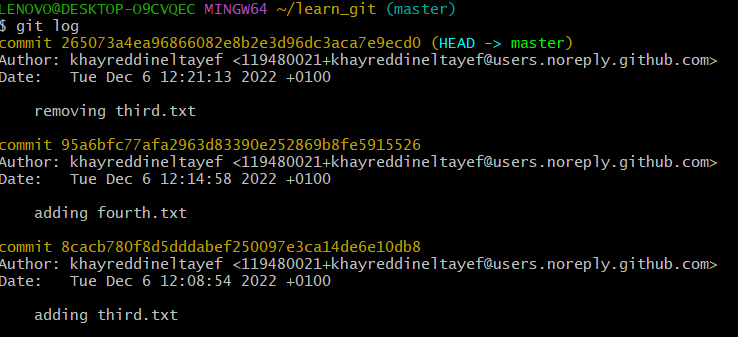 LENOVO@DESKTOP-O9CVQEC MINGW64 ~/learn_git (master)
$ git log
commit 265073a4ea96866082e8b2e3d96dc3aca7e9ecd0 (HEAD -> master)
Author: khayreddineltayef <119480021+khayreddineltayef@users.noreply.github.com>
Date:   Tue Dec 6 12:21:13 2022 +0100
    removing third.txt
commit 95a6bfc77afa2963d83390e252869b8fe5915526
Author: khayreddineltayef <119480021+khayreddineltayef@users.noreply.github.com>
Date:   Tue Dec 6 12:14:58 2022 +0100
    adding fourth.txt
commit 8cacb780f8d5dddabef250097e3ca14de6e10db8
Author: khayreddineltayef <119480021+khayreddineltayef@users.noreply.github.com>
Date:   Tue Dec 6 12:08:54 2022 +0100
    adding third.txt